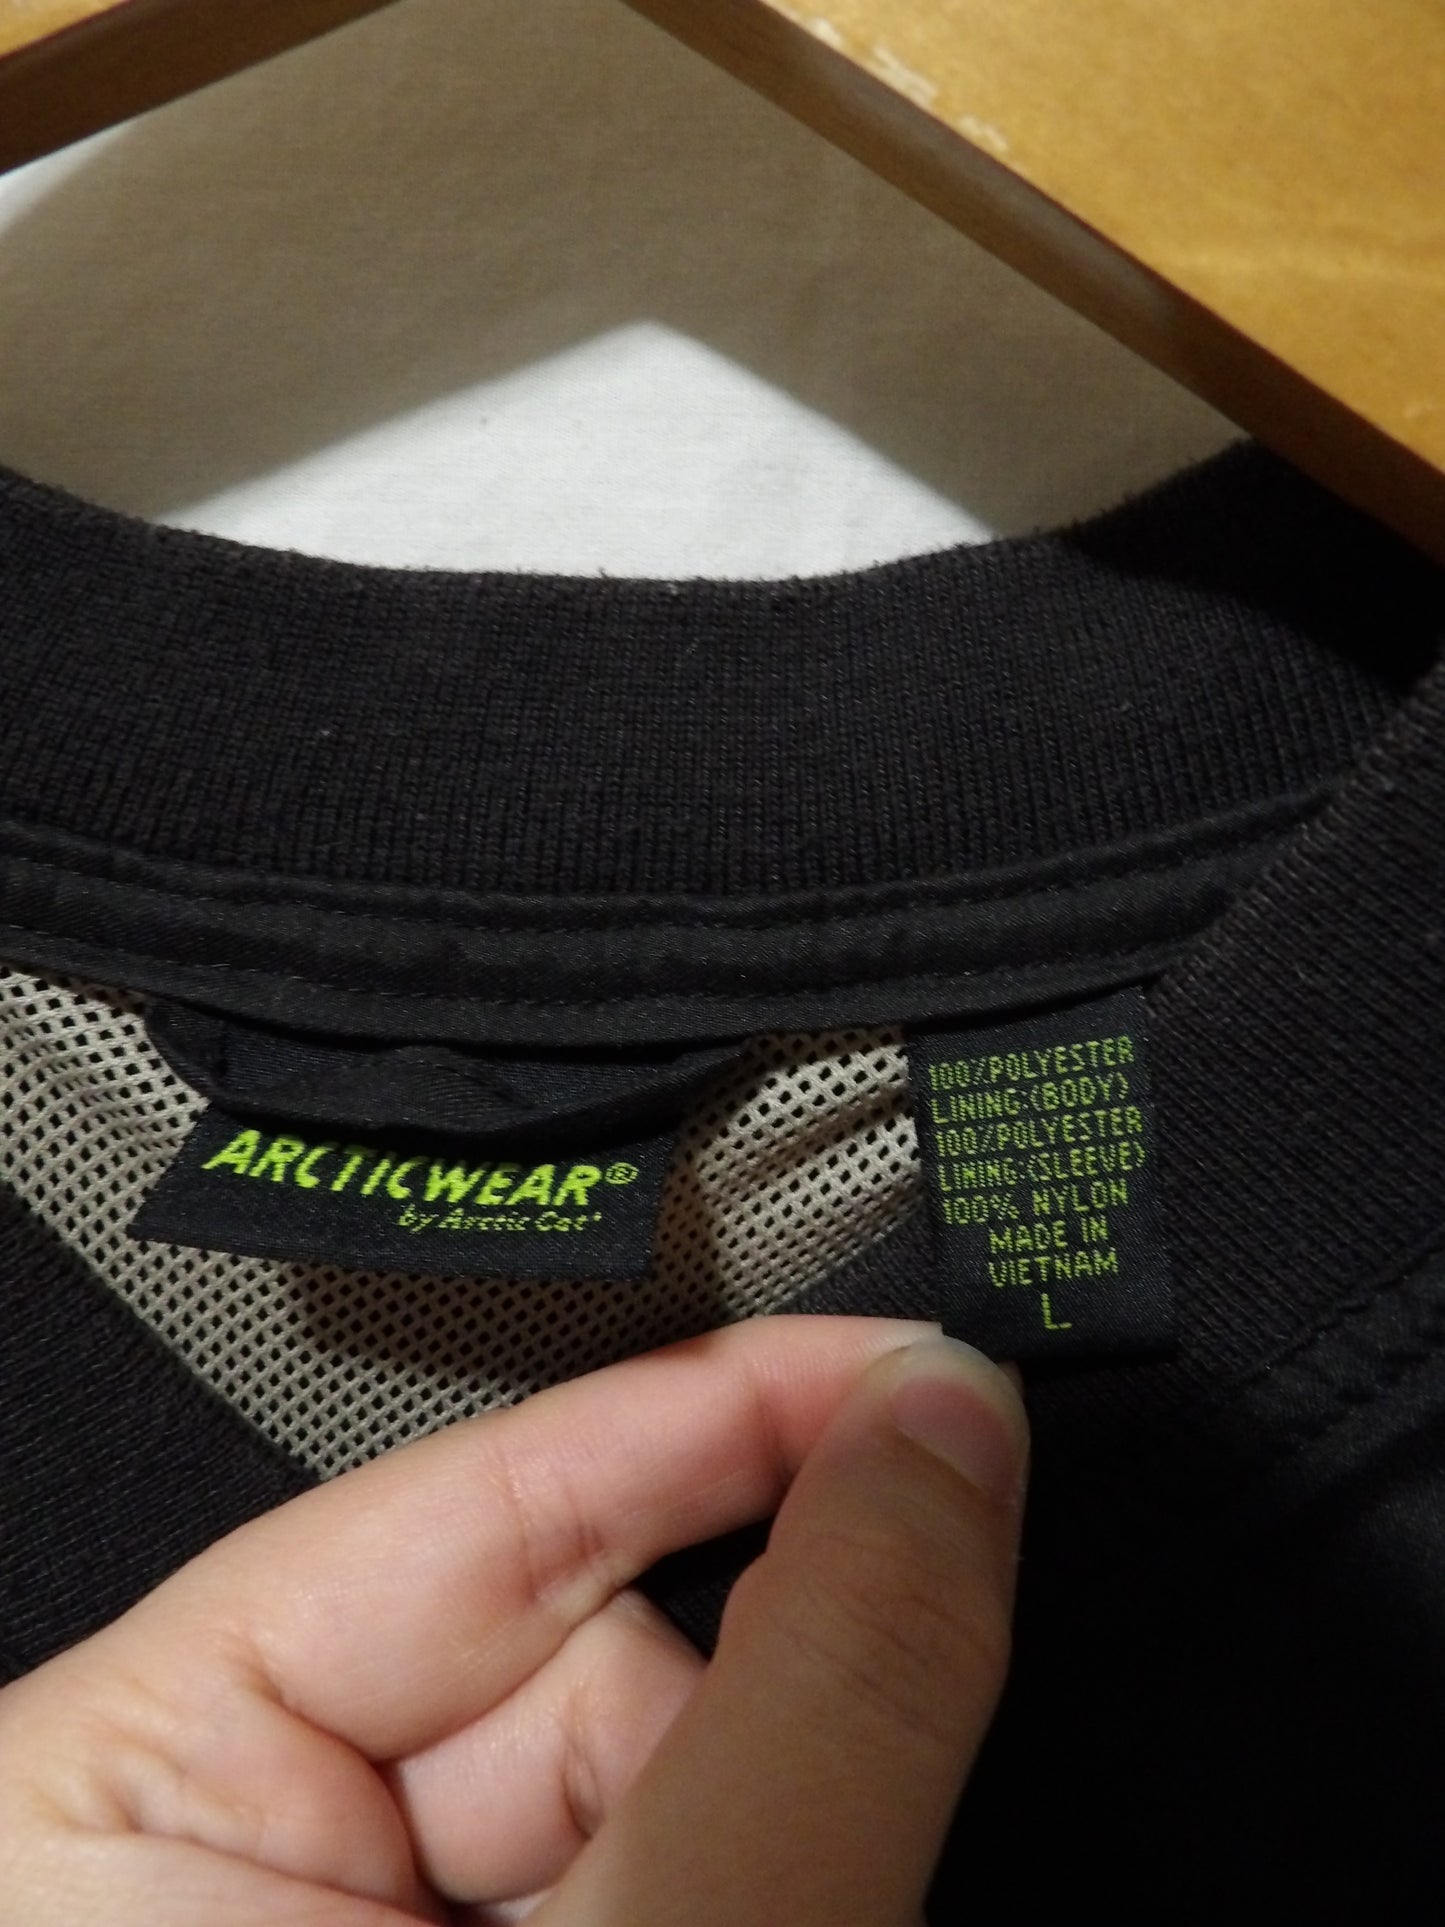 ARCTICWEAR®
by Arctic Cat®
100%POLYESTER
LINING:(BODY)
100%POLYESTER
LINING:(SLEEVE)
100% NYLON
MADE IN
VIETNAM
L